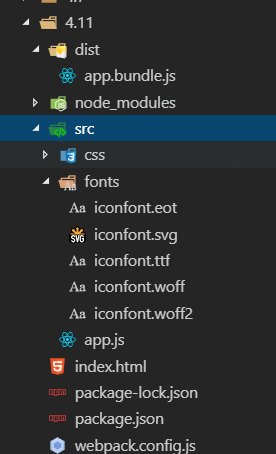 4.11
dist
app.bundle.js
node_modules
src
css
fonts
Aa iconfont.eot
SVG iconfont.svg
Aa iconfont.ttf
Aa iconfont.woff
Aa iconfont.woff2
app.js
index.html
package-lock.json
package.json
webpack.config.js